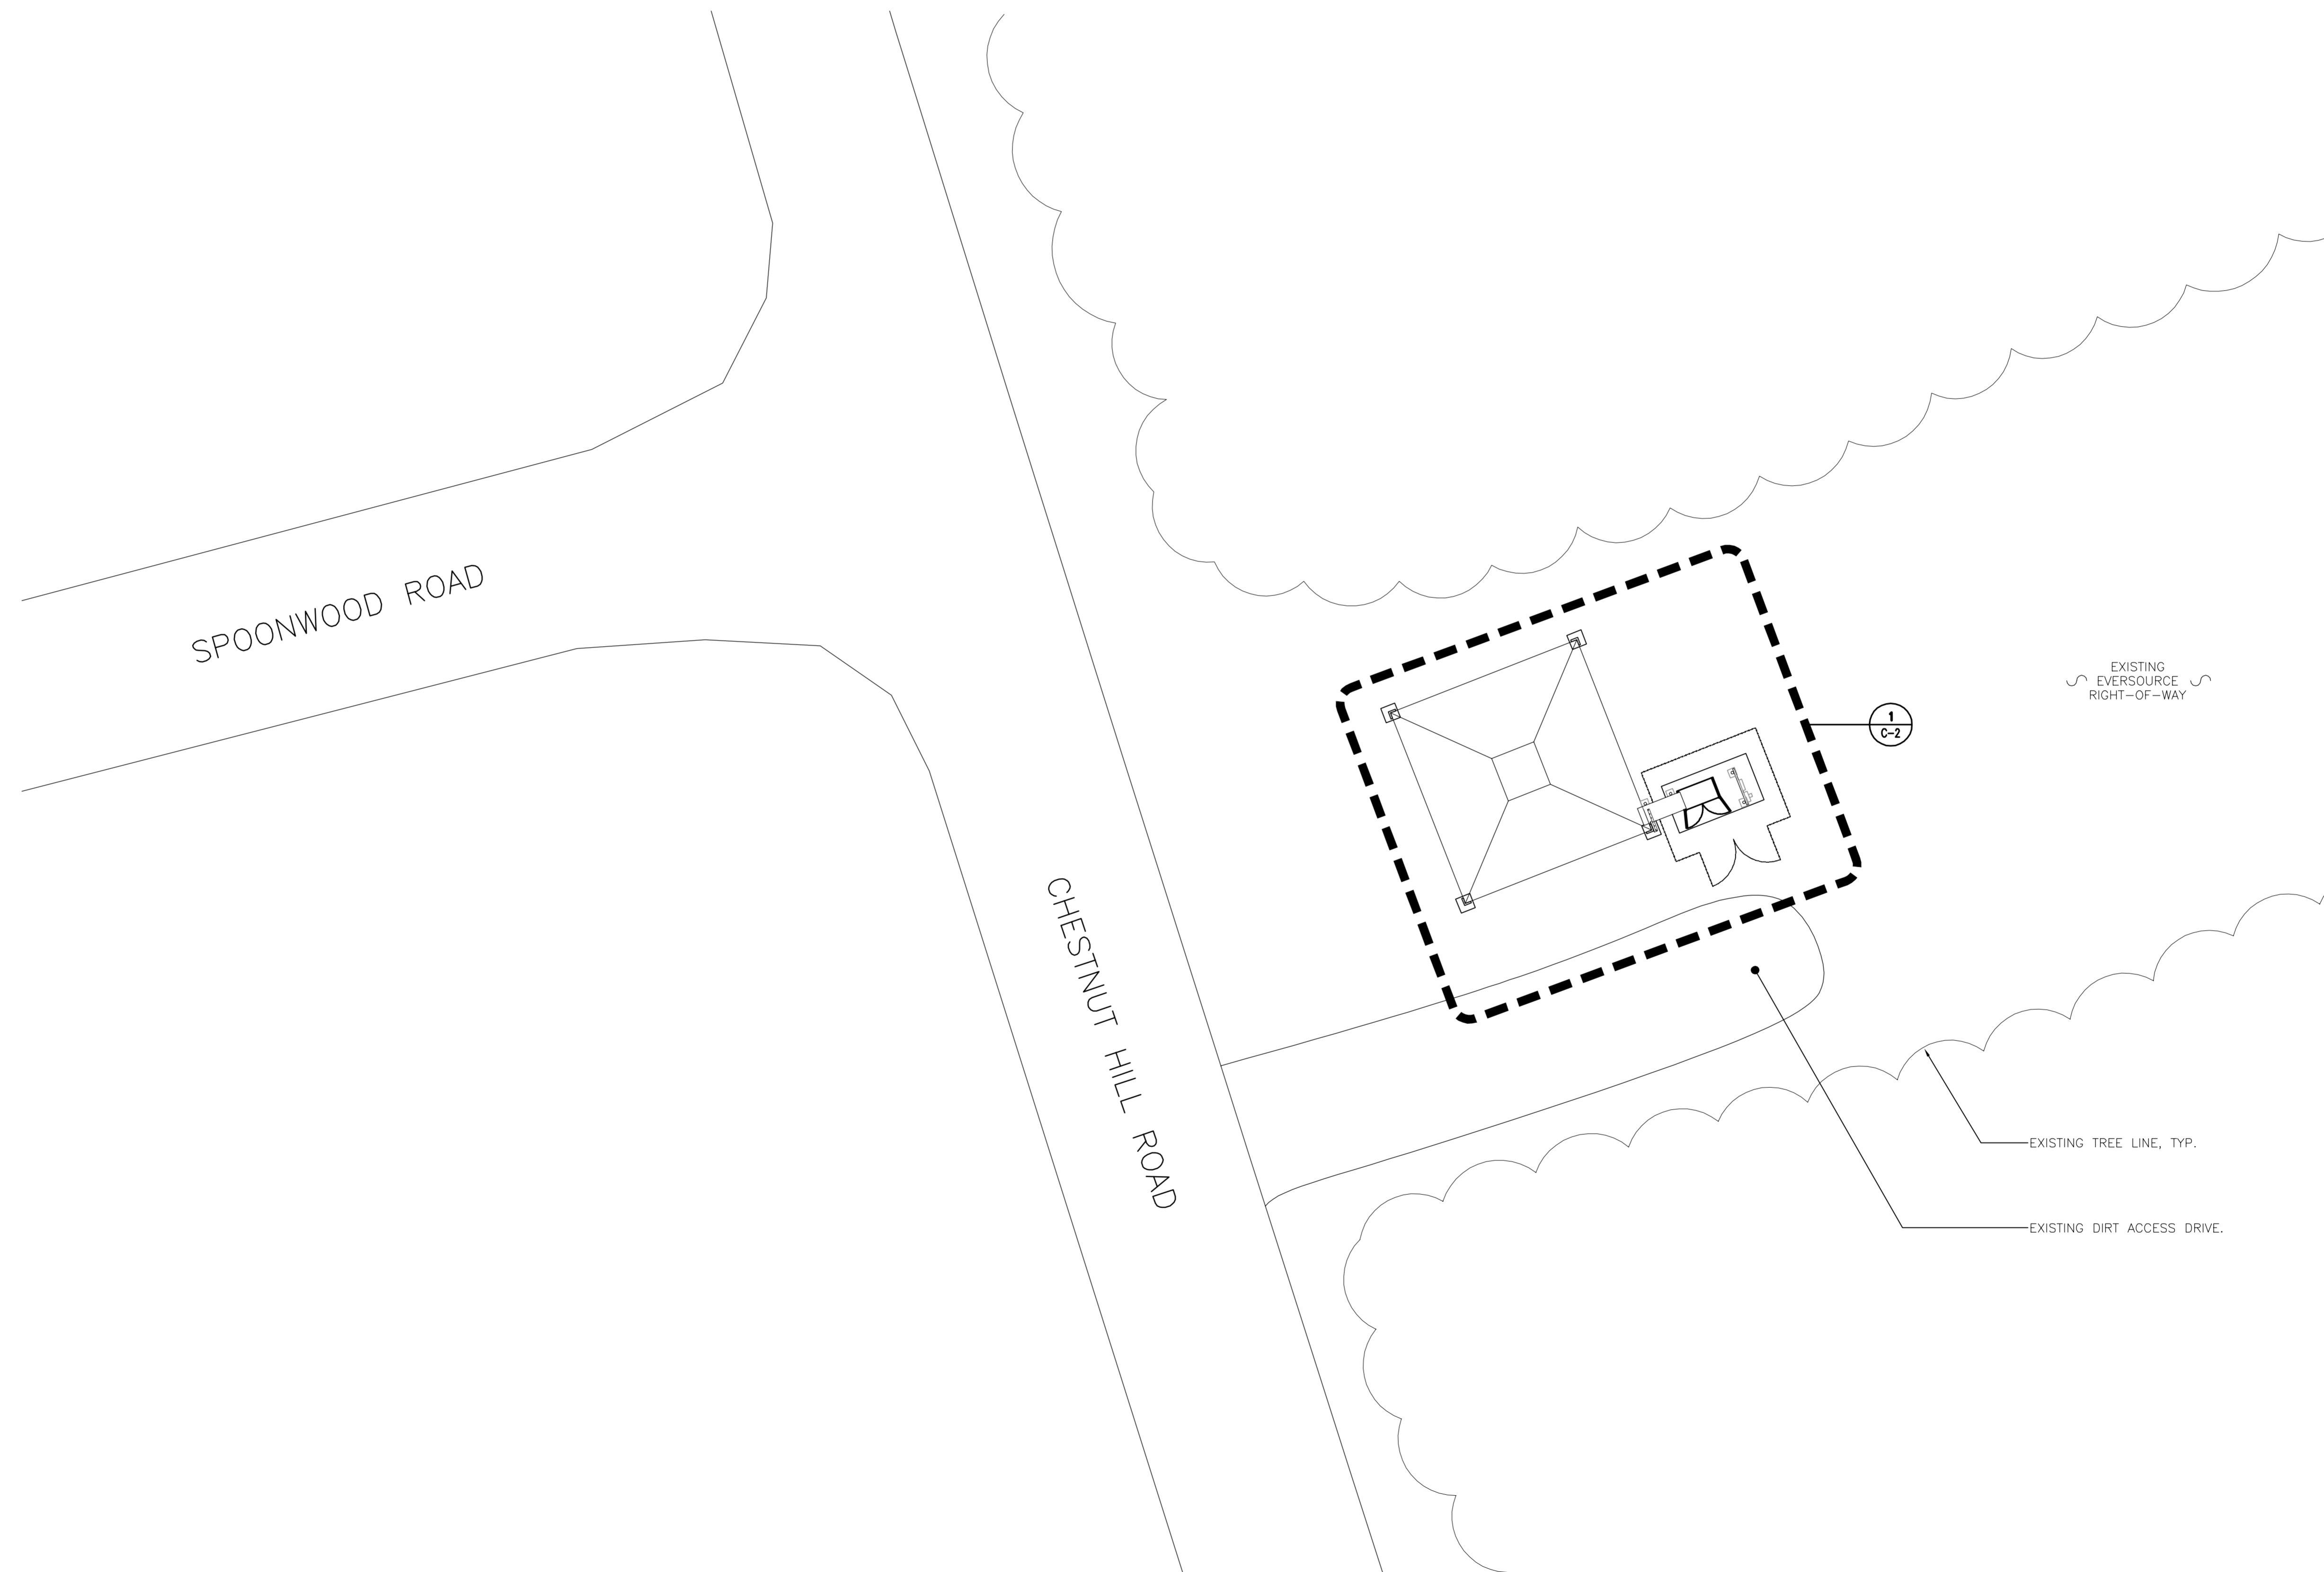 SPOONWOOD ROAD
EXISTING
EVERSOURCE
RIGHT-OF-WAY
1
C-2
CHESTNUT HILL ROAD
EXISTING TREE LINE, TYP.
EXISTING DIRT ACCESS DRIVE.